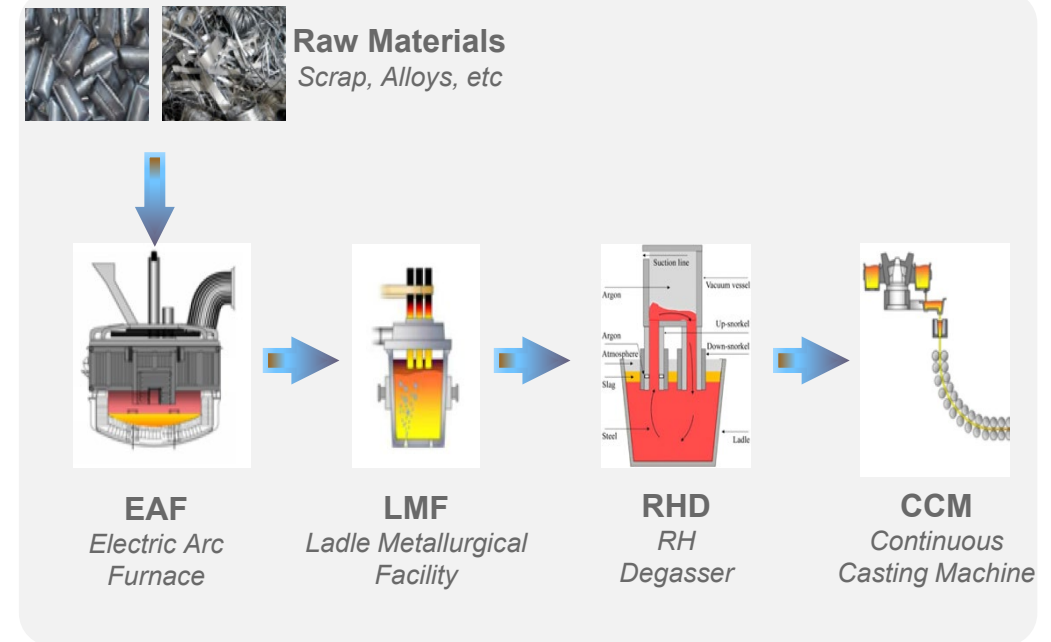 Raw Materials
Scrap, Alloys, etc
Suction line
Vacuum vessel
Argon
Up-snorkel
Argon
Down-snorkel
Atmosphere
Slag
Steel
Ladle
EAF
Electric Arc
Furnace
LMF
Ladle Metallurgical
Facility
RHD
RH
Degasser
CCM
Continuous
Casting Machine